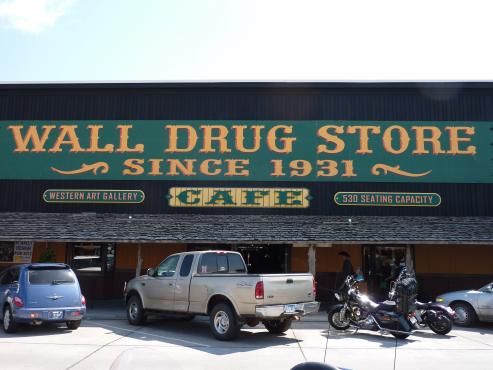 WALL DRUG STORE
SINCE 1931
WESTERN ART GALLERY
CAFE
530 SEATING CAPACITY